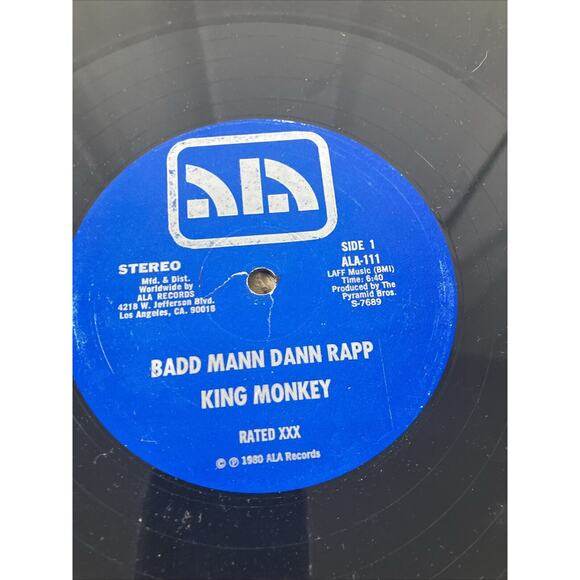 ala
STEREO
Mfd. & Dist.
Worldwide by
ALA RECORDS
4218 W. Jefferson Blvd.
Los Angeles, CA. 90016
SIDE 1
ALA-111
LAFF Music (BMI)
Time: 6:40
Produced by The
Pyramid Bros.
S-7689
BADD MANN DANN RAPP
KING MONKEY
RATED XXX
© ℗ 1980 ALA Records